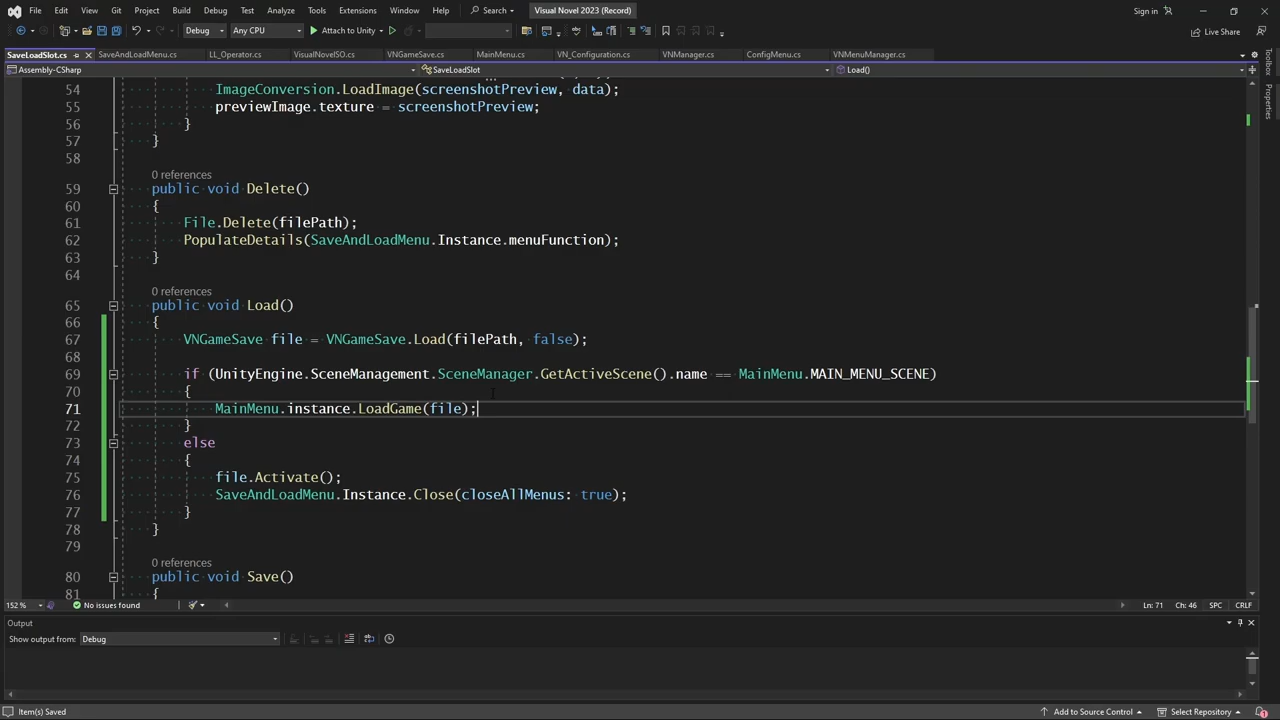 File Edit View Git Project Build Debug Test Analyze Tools Extensions Window Help Search Visual Novel 2023 (Record) Sign in
Debug Any CPU Attach to Unity Live Share
SaveLoadSlot.cs SaveAndLoadMenu.cs LL_Operator.cs VisualNovelSO.cs VNGameSave.cs MainMenu.cs VN_Configuration.cs VNManager.cs ConfigMenu.cs VNMenuManager.cs
Assembly-CSharp SaveLoadSlot Load()
54 ImageConversion.LoadImage(screenshotPreview, data);
55 previewImage.texture = screenshotPreview;
56 }
57 }
58
0 references
59 public void Delete()
60 {
61 File.Delete(filePath);
62 PopulateDetails(SaveAndLoadMenu.Instance.menuFunction);
63 }
64
0 references
65 public void Load()
66 {
67 VNGameSave file = VNGameSave.Load(filePath, false);
68
69 if (UnityEngine.SceneManagement.SceneManager.GetActiveScene().name == MainMenu.MAIN_MENU_SCENE)
70 {
71 MainMenu.instance.LoadGame(file);
72 }
73 else
74 {
75 file.Activate();
76 SaveAndLoadMenu.Instance.Close(closeAllMenus: true);
77 }
78 }
79
0 references
80 public void Save()
81 {
152 % No issues found Ln: 71 Ch: 46 SPC CRLF
Output
Show output from: Debug
Item(s) Saved Add to Source Control Select Repository 1
Toolbox
Properties